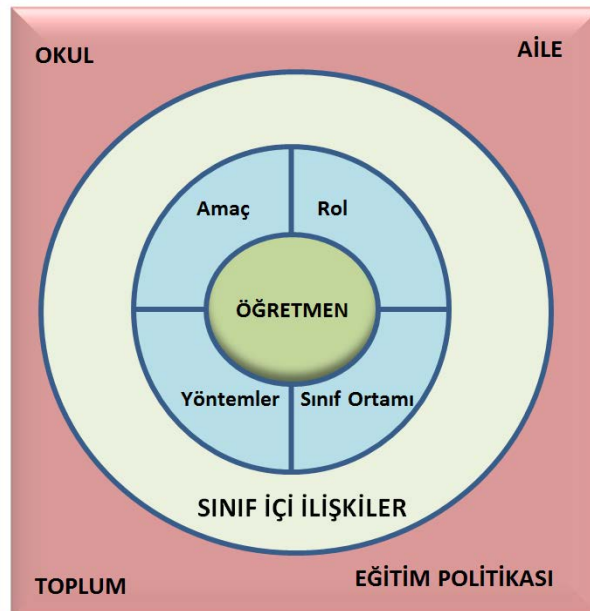 OKUL
AİLE
Amaç
Rol
ÖĞRETMEN
Yöntemler
Sınıf Ortamı
SINIF İÇİ İLİŞKİLER
TOPLUM
EĞİTİM POLİTİKASI